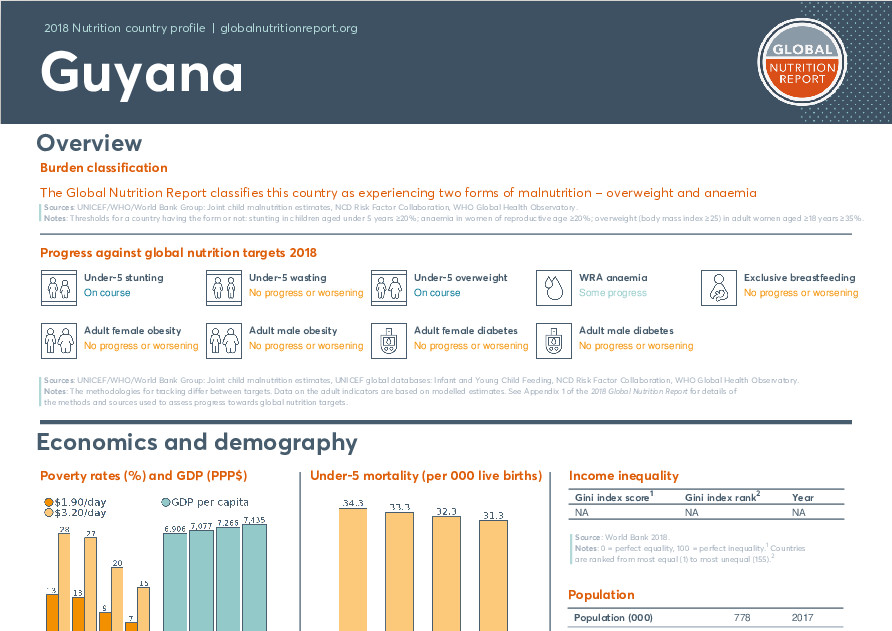 2018 Nutrition country profile | globalnutritionreport.org
Guyana
GLOBAL
NUTRITION
REPORT
Overview
Burden classification
The Global Nutrition Report classifies this country as experiencing two forms of malnutrition – overweight and anaemia
Sources: UNICEF/WHO/World Bank Group: Joint child malnutrition estimates, NCD Risk Factor Collaboration, WHO Global Health Observatory.
Notes: Thresholds for a country having the form or not: stunting in children aged under 5 years ≥20%; anaemia in women of reproductive age ≥20%; overweight (body mass index ≥25) in adult women aged ≥18 years ≥35%.
Progress against global nutrition targets 2018
Under-5 stunting
On course
Under-5 wasting
No progress or worsening
Under-5 overweight
On course
WRA anaemia
Some progress
Exclusive breastfeeding
No progress or worsening
Adult female obesity
No progress or worsening
Adult male obesity
No progress or worsening
Adult female diabetes
No progress or worsening
Adult male diabetes
No progress or worsening
Sources: UNICEF/WHO/World Bank Group: Joint child malnutrition estimates, UNICEF global databases: Infant and Young Child Feeding, NCD Risk Factor Collaboration, WHO Global Health Observatory.
Notes: The methodologies for tracking differ between targets. Data on the adult indicators are based on modelled estimates. See Appendix 1 of the 2018 Global Nutrition Report for details of
the methods and sources used to assess progress towards global nutrition targets.
Economics and demography
Poverty rates (%) and GDP (PPP$)
$1.90/day
$3.20/day
GDP per capita
13 28 13 27 9 20 7 15
6,906 7,077 7,266 7,435
Under-5 mortality (per 000 live births)
34.3 33.3 32.3 31.3
Income inequality
Gini index score1 Gini index rank2 Year
NA NA NA
Source: World Bank 2018.
Notes: 0 = perfect equality, 100 = perfect inequality.1 Countries
are ranked from most equal (1) to most unequal (155).2
Population
Population (000) 778 2017